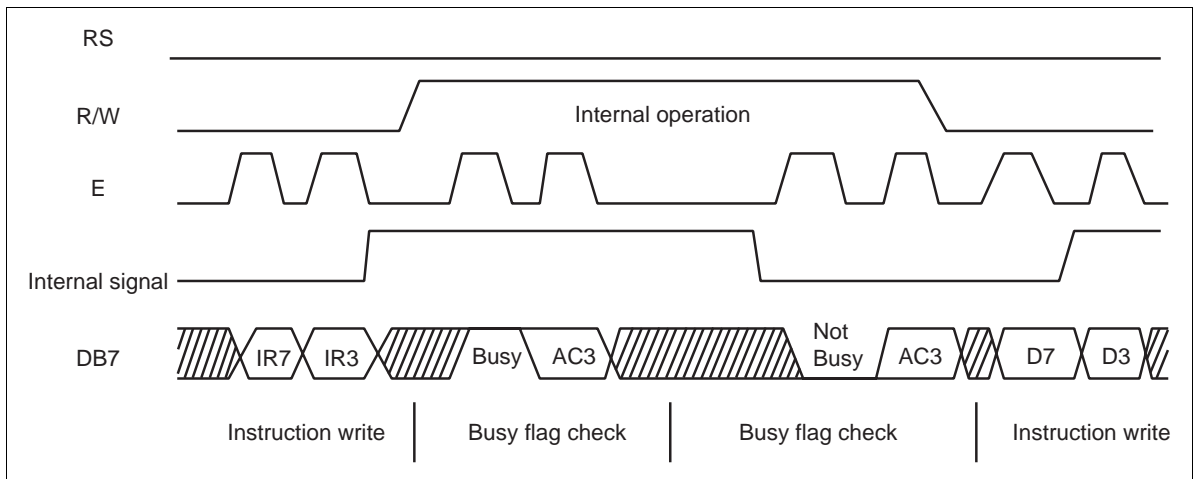 RS
R/W
Internal operation
E
Internal signal
DB7
IR7
IR3
Busy
AC3
Not
Busy
AC3
D7
D3
Instruction write
Busy flag check
Busy flag check
Instruction write